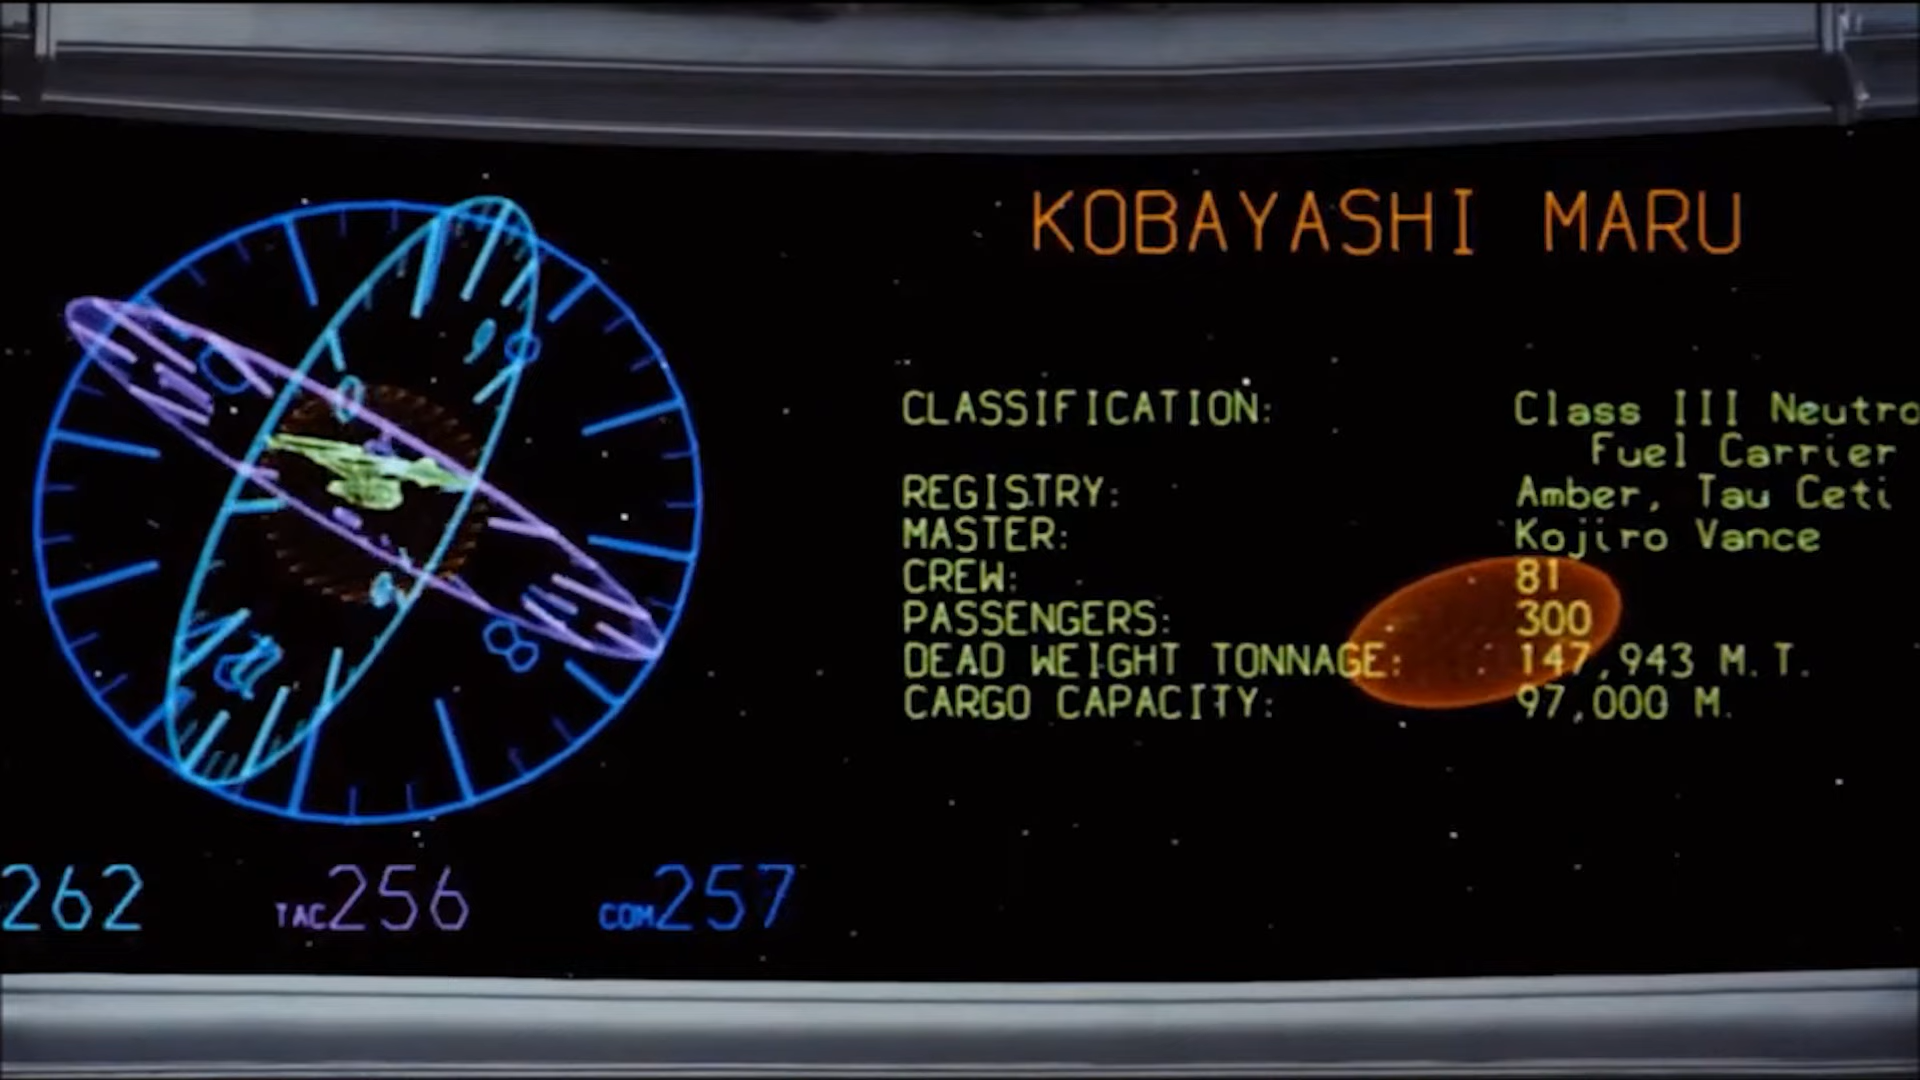 KOBAYASHI MARU
CLASSIFICATION: Class III Neutro
Fuel Carrier
REGISTRY: Amber, Tau Ceti
MASTER: Kojiro Vance
CREW: 81
PASSENGERS: 300
DEAD WEIGHT TONNAGE: 147,943 M.T.
CARGO CAPACITY: 97,000 M.
262 TAC256 COM257